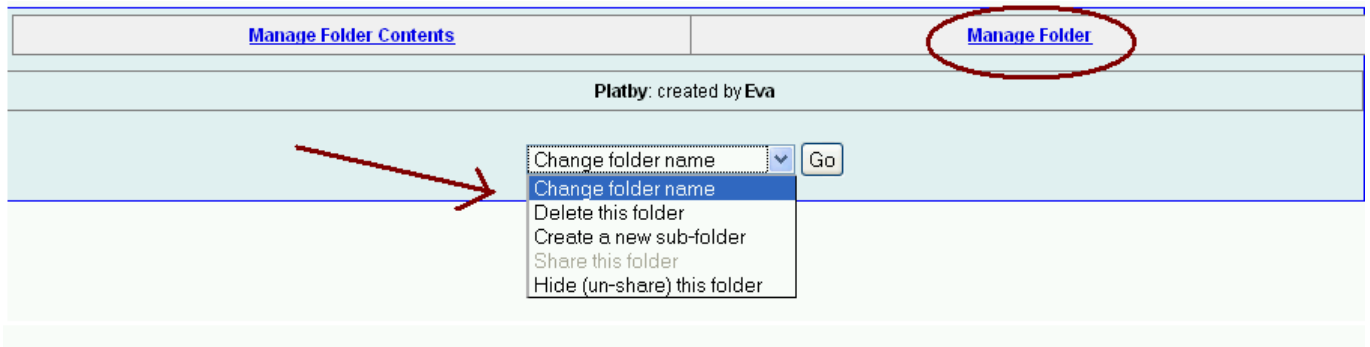 Manage Folder Contents
Manage Folder
Platby: created by Eva
Change folder name
Go
Change folder name
Delete this folder
Create a new sub-folder
Share this folder
Hide (un-share) this folder